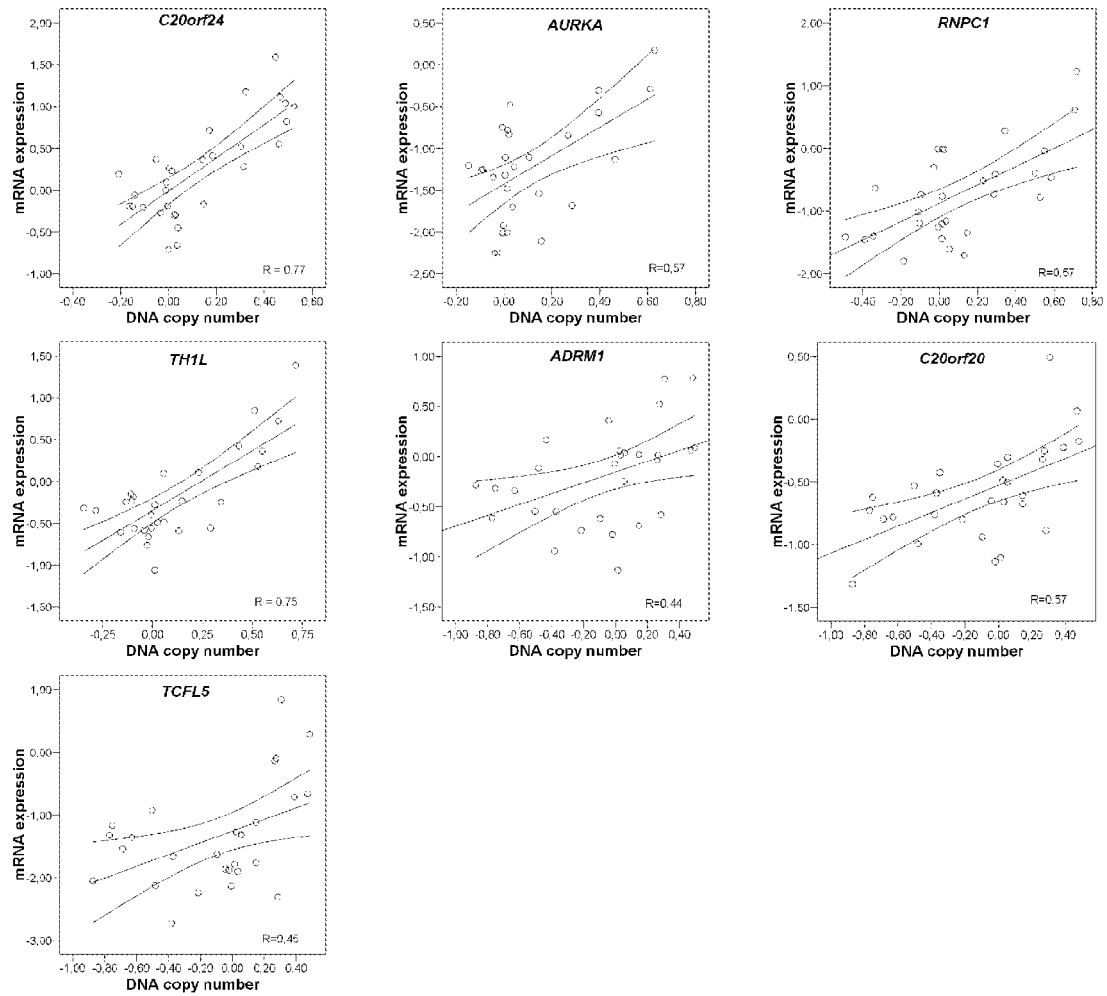 C20orf24
mRNA expression
2,00
1,50
1,00
0,50
0,00
-0,50
-1,00
R = 0.77
-0,40 -0,20 0,00 0,20 0,40 0,60
DNA copy number
AURKA
mRNA expression
0,50
0,00
-0,50
-1,00
-1,50
-2,00
-2,50
R=0,57
-0,20 0,00 0,20 0,40 0,60 0,80
DNA copy number
RNPC1
mRNA expression
2,00
1,00
0,00
-1,00
-2,00
R=0,57
-0,50 -0,40 -0,20 0,00 0,20 0,40 0,60 0,80
DNA copy number
TH1L
mRNA expression
1,50
1,00
0,50
0,00
-0,50
-1,00
-1,50
R = 0.75
-0,25 0,00 0,25 0,50 0,75
DNA copy number
ADRM1
mRNA expression
1,00
0,50
0,00
-0,50
-1,00
-1,50
R=0.44
-1,00 -0,80 -0,60 -0,40 -0,20 0,00 0,20 0,40
DNA copy number
C20orf20
mRNA expression
0,50
0,00
-0,50
-1.00
-1.50
R=0.57
-1,00 -0,80 -0,60 -0,40 -0,20 0,00 0,20 0,40
DNA copy number
TCFL5
mRNA expression
1,00
0,00
-1,00
-2,00
-3,00
R=0,45
-1,00 -0,80 -0,60 -0,40 -0,20 0,00 0,20 0,40
DNA copy number